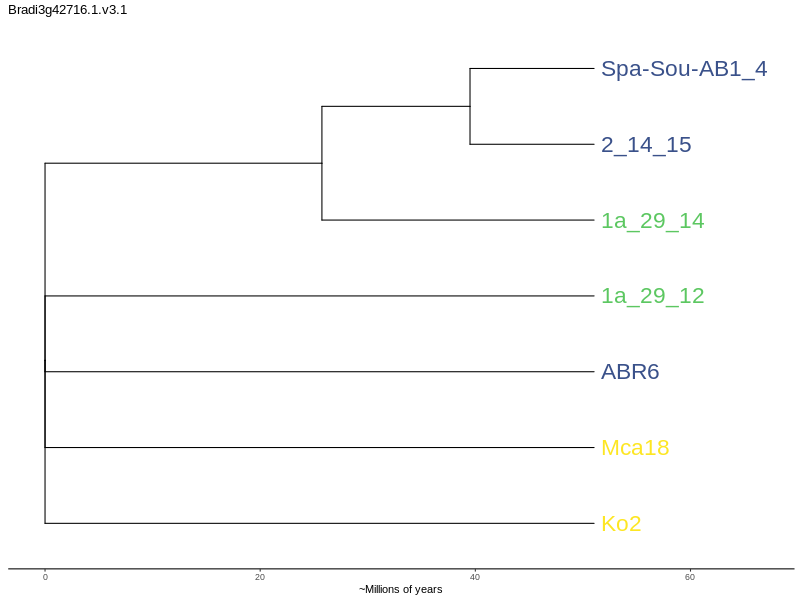 Bradi3g42716.1.v3.1
Spa-Sou-AB1_4
2_14_15
1a_29_14
1a_29_12
ABR6
Mca18
Ko2
0 20 40 60
~Millions of years